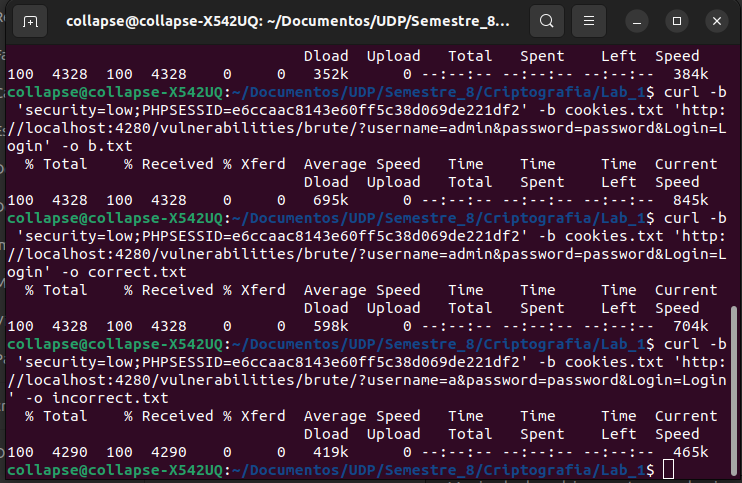 collapse@collapse-X542UQ: ~/Documentos/UDP/Semestre_8...
Dload  Upload   Total   Spent    Left  Speed
100  4328  100  4328    0     0   352k      0 --:--:-- --:--:-- --:--:--  384k
collapse@collapse-X542UQ:~/Documentos/UDP/Semestre_8/Criptografia/Lab_1$ curl -b
 'security=low;PHPSESSID=e6ccaac8143e60ff5c38d069de221df2' -b cookies.txt 'http:
//localhost:4280/vulnerabilities/brute/?username=admin&password=password&Login=L
ogin' -o b.txt
  % Total    % Received % Xferd  Average Speed   Time    Time     Time  Current
                                 Dload  Upload   Total   Spent    Left  Speed
100  4328  100  4328    0     0   695k      0 --:--:-- --:--:-- --:--:--  845k
collapse@collapse-X542UQ:~/Documentos/UDP/Semestre_8/Criptografia/Lab_1$ curl -b
 'security=low;PHPSESSID=e6ccaac8143e60ff5c38d069de221df2' -b cookies.txt 'http:
//localhost:4280/vulnerabilities/brute/?username=admin&password=password&Login=L
ogin' -o correct.txt
  % Total    % Received % Xferd  Average Speed   Time    Time     Time  Current
                                 Dload  Upload   Total   Spent    Left  Speed
100  4328  100  4328    0     0   598k      0 --:--:-- --:--:-- --:--:--  704k
collapse@collapse-X542UQ:~/Documentos/UDP/Semestre_8/Criptografia/Lab_1$ curl -b
 'security=low;PHPSESSID=e6ccaac8143e60ff5c38d069de221df2' -b cookies.txt 'http:
//localhost:4280/vulnerabilities/brute/?username=a&password=password&Login=Login
' -o incorrect.txt
  % Total    % Received % Xferd  Average Speed   Time    Time     Time  Current
                                 Dload  Upload   Total   Spent    Left  Speed
100  4290  100  4290    0     0   419k      0 --:--:-- --:--:-- --:--:--  465k
collapse@collapse-X542UQ:~/Documentos/UDP/Semestre_8/Criptografia/Lab_1$